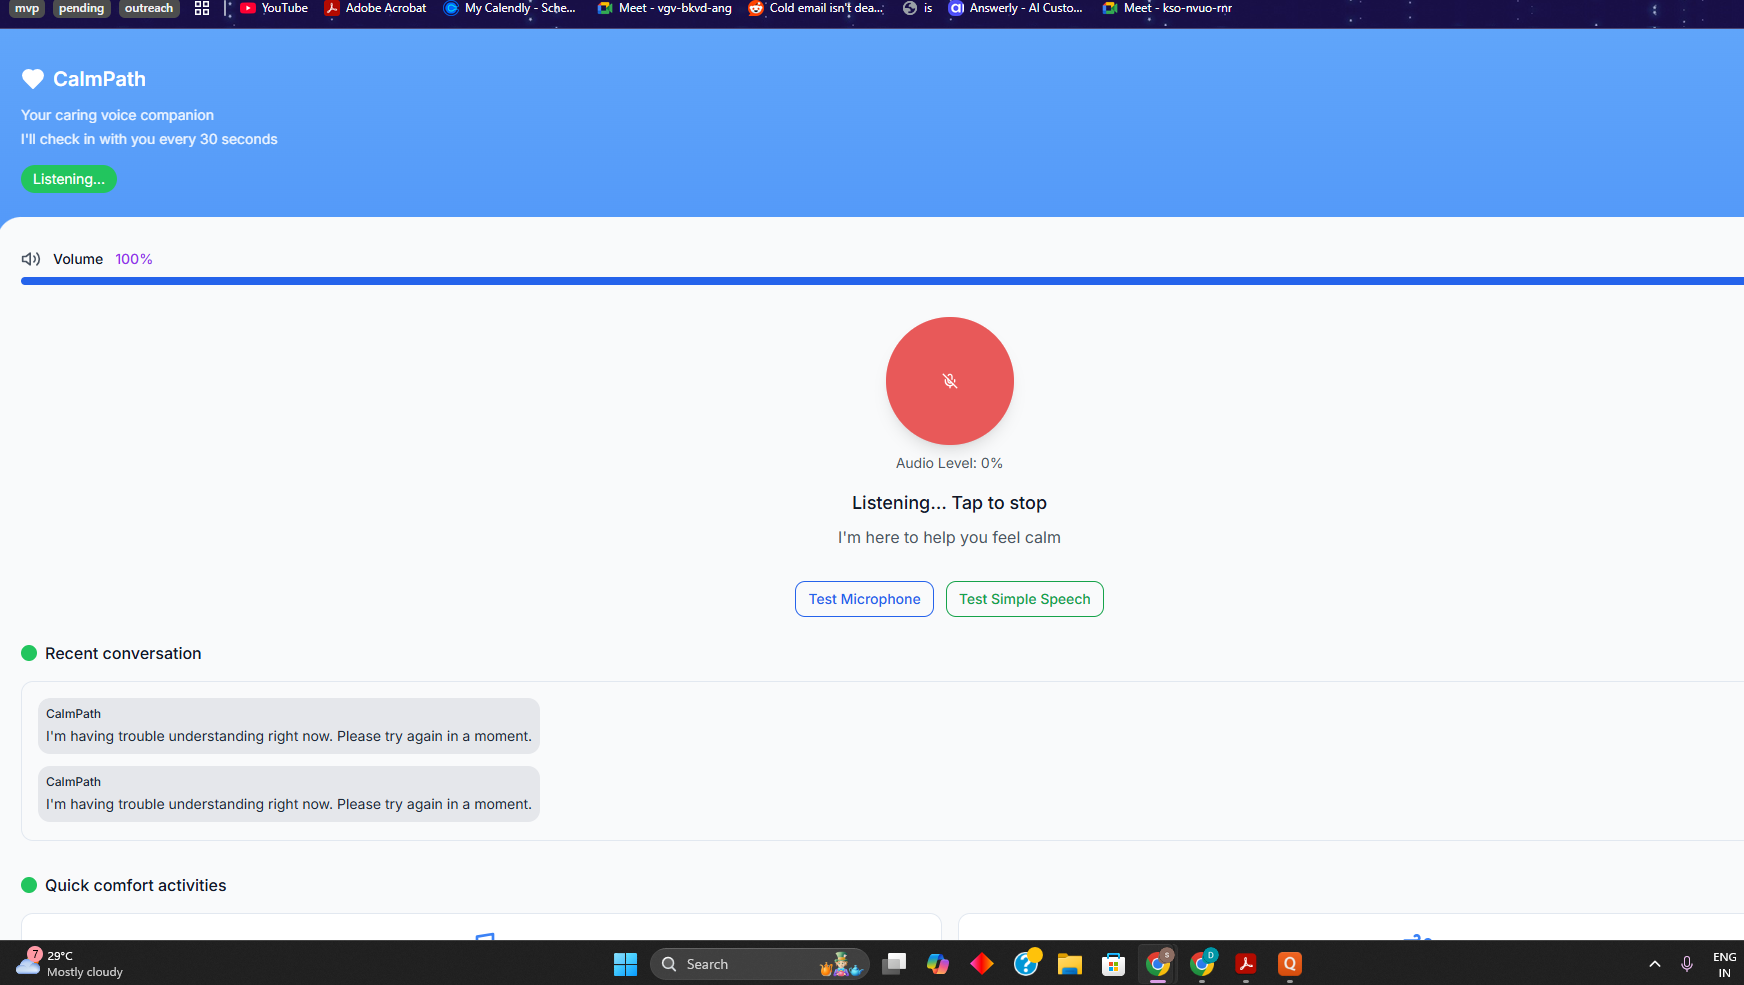 mvp pending outreach YouTube Adobe Acrobat My Calendly - Sche... Meet - vgv-bkvd-ang Cold email isn't dea... is Answerly - AI Custo... Meet - kso-nvuo-rnr
CalmPath
Your caring voice companion
I'll check in with you every 30 seconds
Listening...
Volume 100%
Audio Level: 0%
Listening... Tap to stop
I'm here to help you feel calm
Test Microphone Test Simple Speech
Recent conversation
CalmPath
I'm having trouble understanding right now. Please try again in a moment.
CalmPath
I'm having trouble understanding right now. Please try again in a moment.
Quick comfort activities
7 29°C
Mostly cloudy
Search
S D Q
ENG
IN